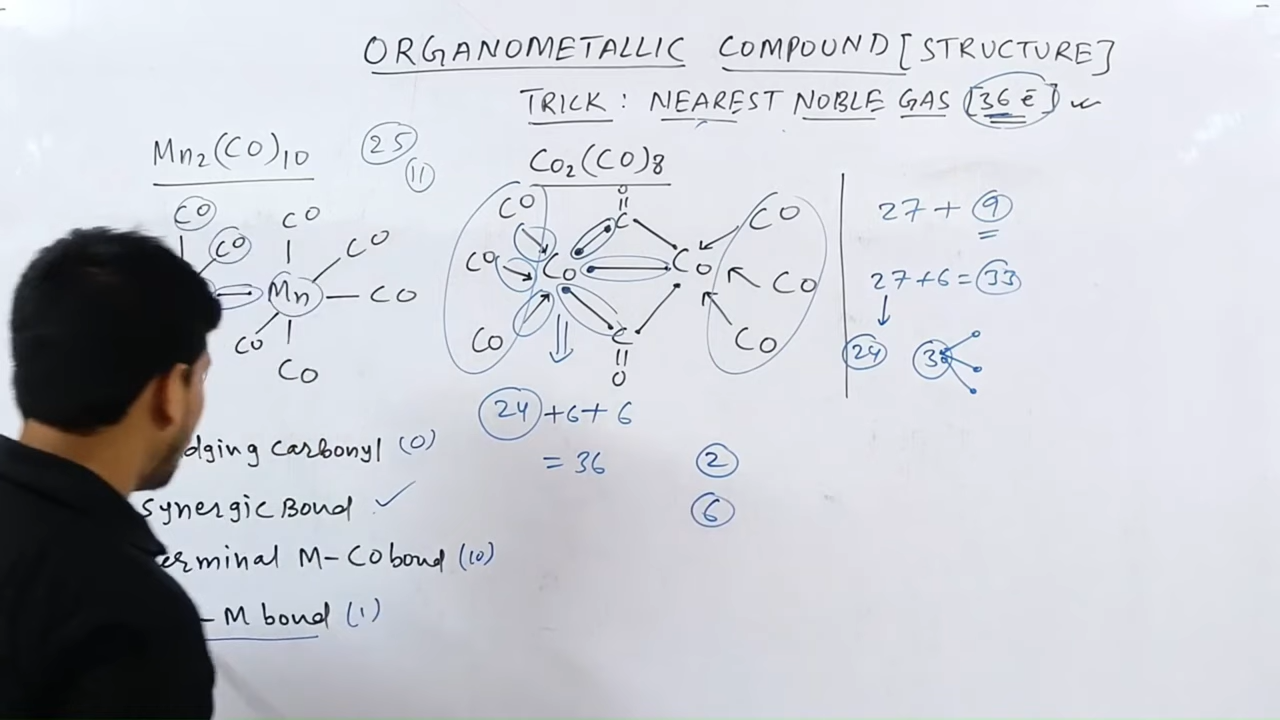 ORGANOMETALLIC COMPOUND [STRUCTURE]
TRICK : NEAREST NOBLE GAS [36 e̅]
Mn₂(CO)₁₀
25
11
CO
CO
CO
CO
Mn
CO
CO
CO
Co₂(CO)₈
CO
CO
CO
Co
O
C
C
O
Co
CO
CO
CO
24 + 6 + 6
= 36
2
6
27 + 9
27 + 6 = 33
24
3
dging carbonyl (0)
synergic Bond ✓
erminal M – CO bond (10)
– M bond (1)